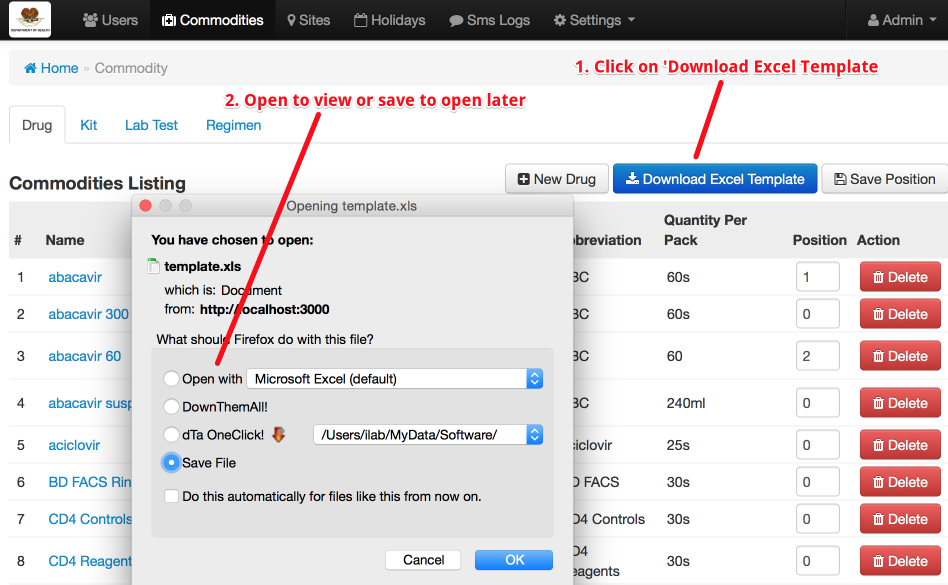 DEPARTMENT OF HEALTH
Users Commodities Sites Holidays Sms Logs Settings Admin
Home » Commodity
1. Click on 'Download Excel Template
2. Open to view or save to open later
Drug Kit Lab Test Regimen
Commodities Listing
New Drug Download Excel Template Save Position
Opening template.xls
# Name bbreviation Quantity Per Pack Position Action
You have chosen to open:
template.xls
which is: Document
from: http://localhost:3000
What should Firefox do with this file?
Open with Microsoft Excel (default)
DownThemAll!
dTa OneClick! /Users/ilab/MyData/Software/
Save File
Do this automatically for files like this from now on.
Cancel OK
1 abacavir BC 60s 1 Delete
2 abacavir 300 BC 60s 0 Delete
3 abacavir 60 BC 60 2 Delete
4 abacavir susp BC 240ml 0 Delete
5 aciclovir ciclovir 25s 0 Delete
6 BD FACS Rin D FACS 30s 0 Delete
7 CD4 Controls D4 Controls 30s 0 Delete
8 CD4 Reagent D4 eagents 30s 0 Delete